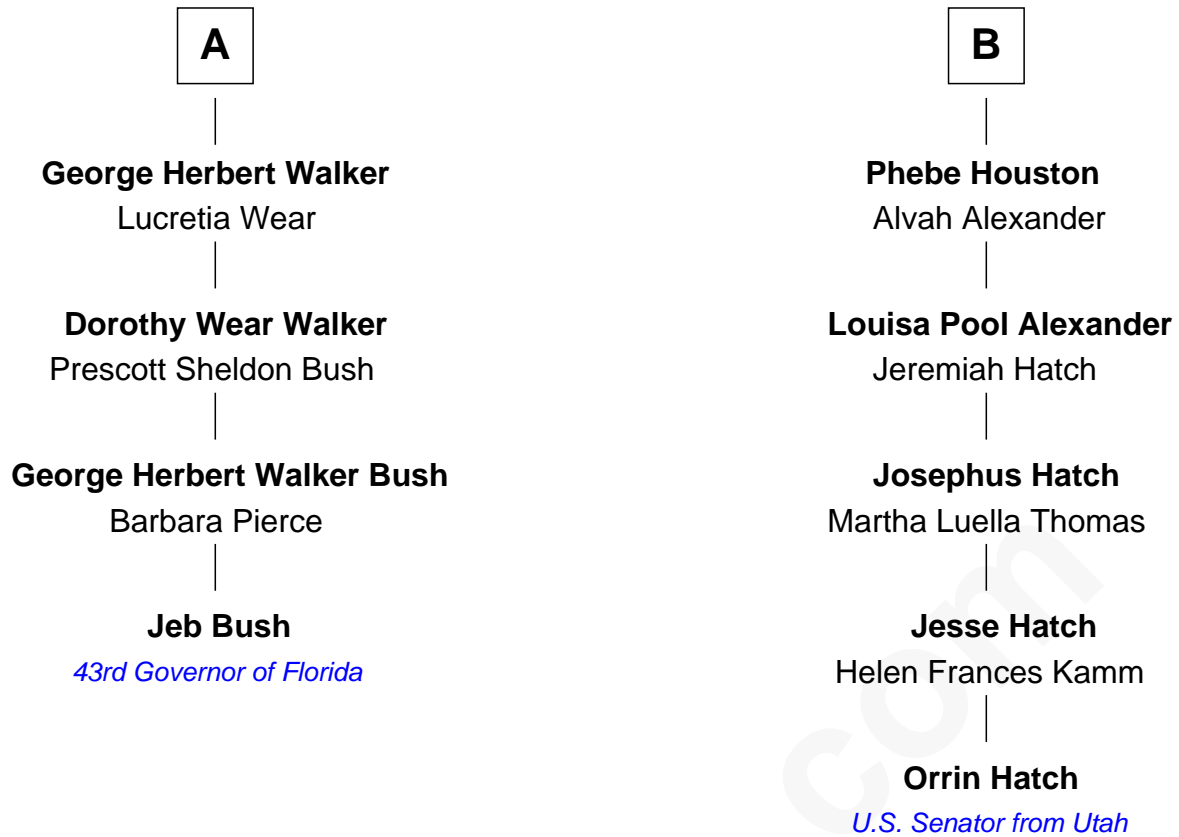 A
George Herbert Walker
Lucretia Wear
Dorothy Wear Walker
Prescott Sheldon Bush
George Herbert Walker Bush
Barbara Pierce
Jeb Bush
43rd Governor of Florida
B
Phebe Houston
Alvah Alexander
Louisa Pool Alexander
Jeremiah Hatch
Josephus Hatch
Martha Luella Thomas
Jesse Hatch
Helen Frances Kamm
Orrin Hatch
U.S. Senator from Utah
com